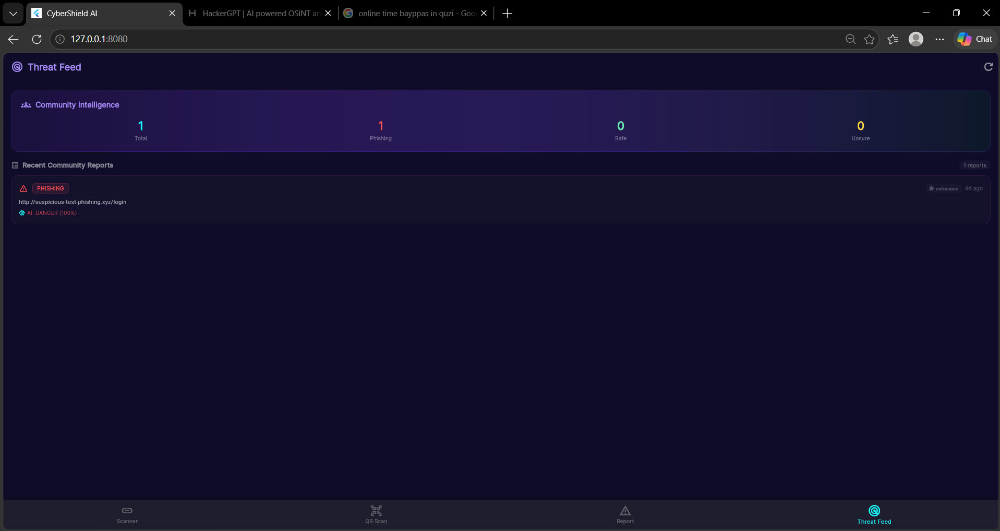 CyberShield AI
HackerGPT | AI powered OSINT an
online time bayppas in quzi - Goo
127.0.0.1:8080
Chat
Threat Feed
Community Intelligence
1 1 0 0
Total Phishing Safe Unsure
Recent Community Reports 1 reports
PHISHING extension 4d ago
http://suspicious-test-phishing.xyz/login
AI: DANGER (100%)
Scanner QR Scan Report Threat Feed